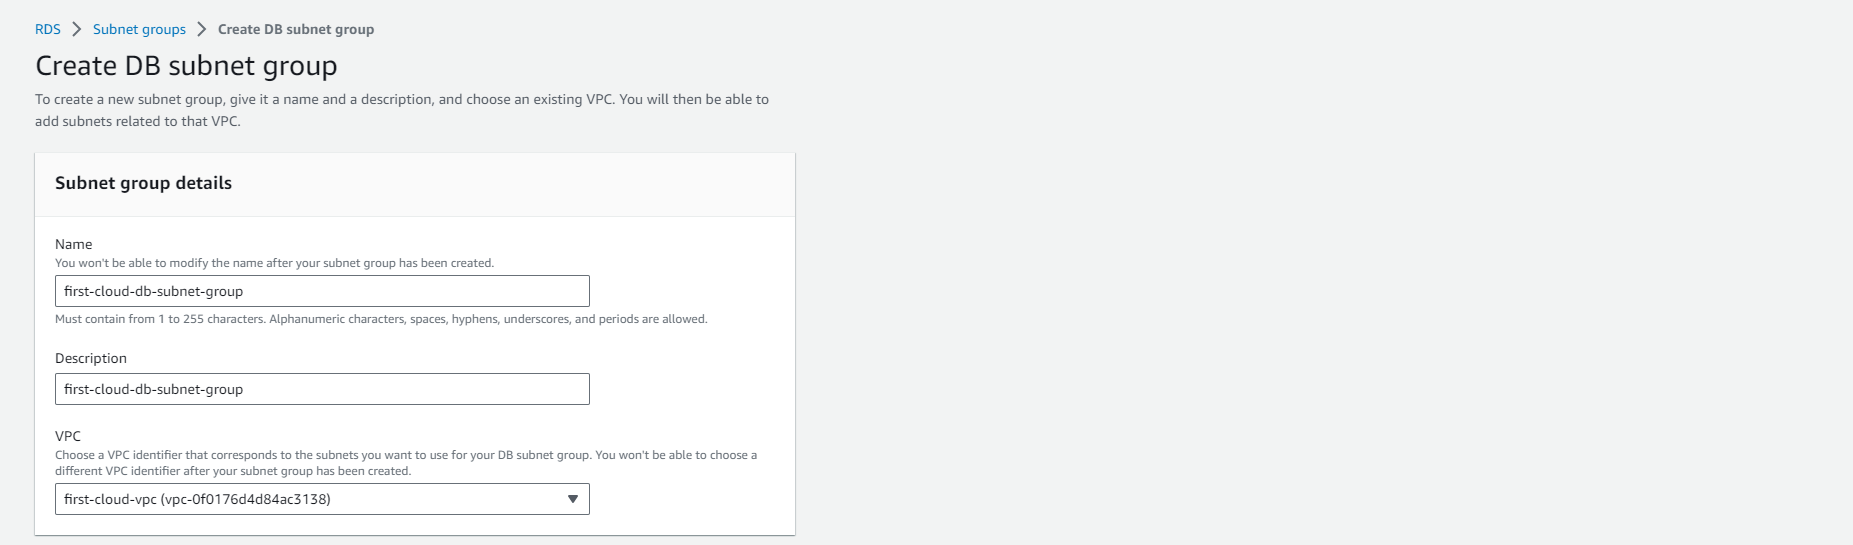 RDS > Subnet groups > Create DB subnet group
Create DB subnet group
To create a new subnet group, give it a name and a description, and choose an existing VPC. You will then be able to
add subnets related to that VPC.
Subnet group details
Name
You won't be able to modify the name after your subnet group has been created.
first-cloud-db-subnet-group
Must contain from 1 to 255 characters. Alphanumeric characters, spaces, hyphens, underscores, and periods are allowed.
Description
first-cloud-db-subnet-group
VPC
Choose a VPC identifier that corresponds to the subnets you want to use for your DB subnet group. You won't be able to choose a
different VPC identifier after your subnet group has been created.
first-cloud-vpc (vpc-0f0176d4d84ac3138)